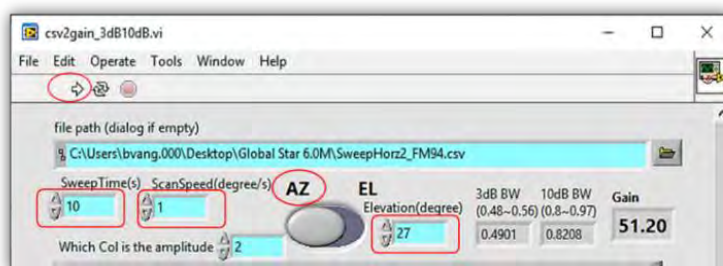 csv2gain_3dB10dB.vi
File Edit Operate Tools Window Help
file path (dialog if empty)
C:\Users\bvang.000\Desktop\Global Star 6.0M\SweepHorz2_FM94.csv
SweepTime(s) ScanSpeed(degree/s) AZ EL
10 1
Elevation(degree)
27
3dB BW 10dB BW Gain
(0.48~0.56) (0.8~0.97)
0.4901 0.8208 51.20
Which Col is the amplitude 2